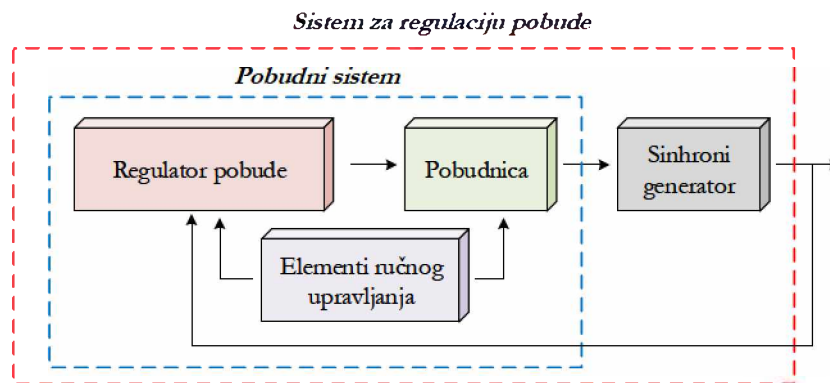 Sistem za regulaciju pobude
Pobudni sistem
Regulator pobude
Pobudnica
Sinhroni
generator
Elementi ručnog
upravljanja